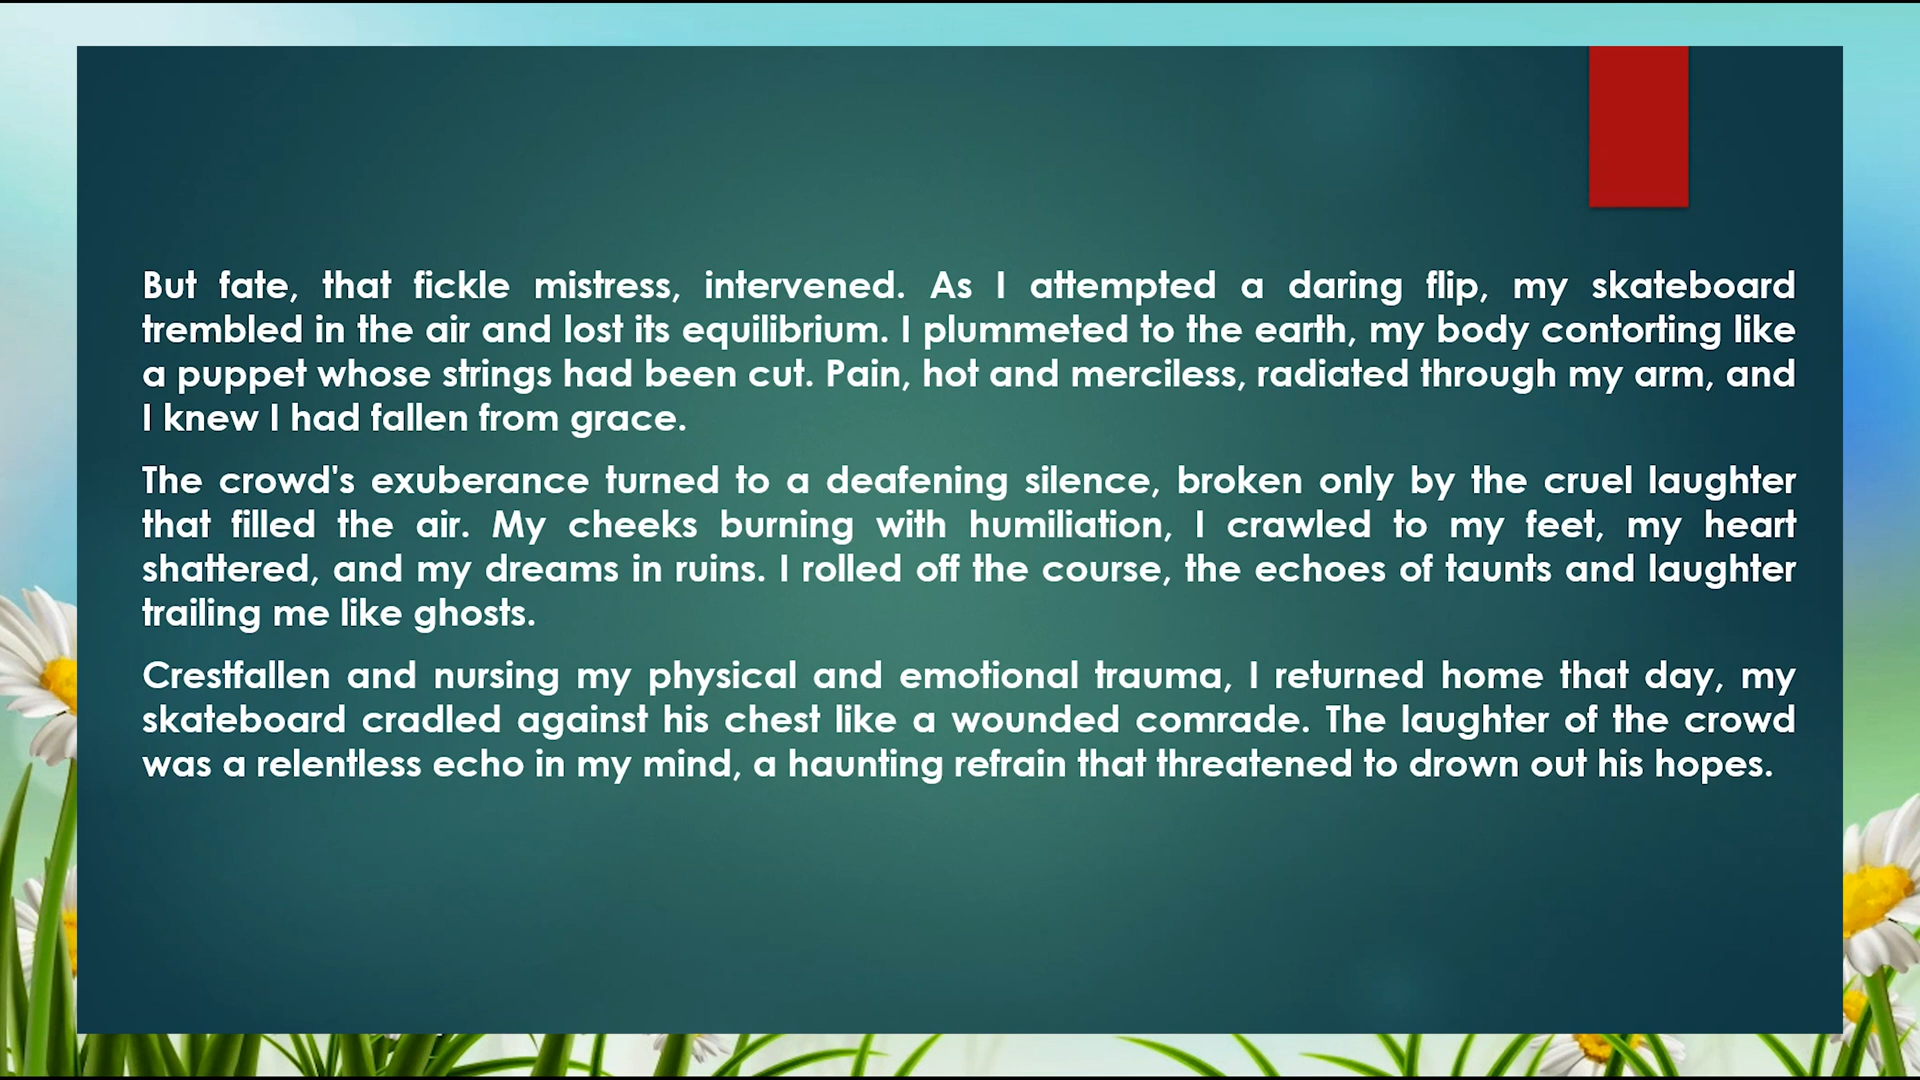 But fate, that fickle mistress, intervened. As I attempted a daring flip, my skateboard
trembled in the air and lost its equilibrium. I plummeted to the earth, my body contorting like
a puppet whose strings had been cut. Pain, hot and merciless, radiated through my arm, and
I knew I had fallen from grace.
The crowd's exuberance turned to a deafening silence, broken only by the cruel laughter
that filled the air. My cheeks burning with humiliation, I crawled to my feet, my heart
shattered, and my dreams in ruins. I rolled off the course, the echoes of taunts and laughter
trailing me like ghosts.
Crestfallen and nursing my physical and emotional trauma, I returned home that day, my
skateboard cradled against his chest like a wounded comrade. The laughter of the crowd
was a relentless echo in my mind, a haunting refrain that threatened to drown out his hopes.